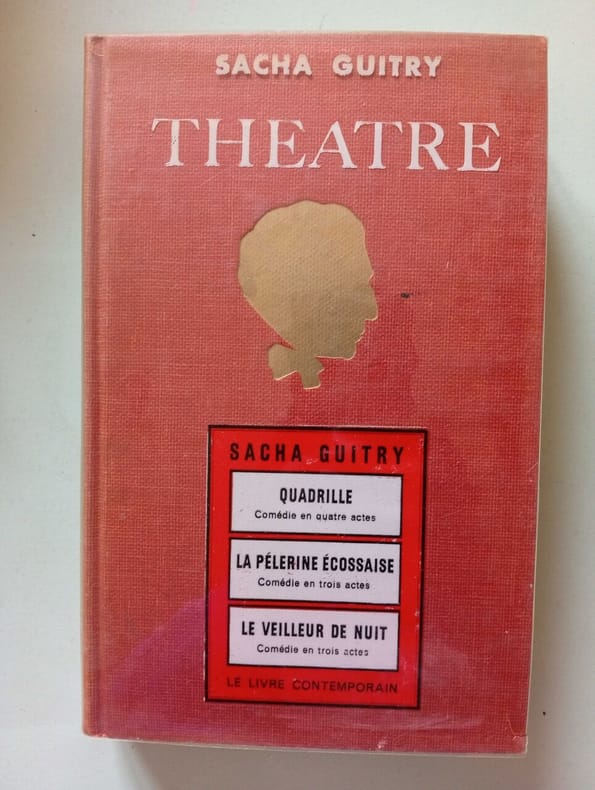 SACHA GUITRY
THEATRE
SACHA GUITRY
QUADRILLE
Comédie en quatre actes
LA PÉLERINE ÉCOSSAISE
Comédie en trois actes
LE VEILLEUR DE NUIT
Comédie en trois actes
LE LIVRE CONTEMPORAIN